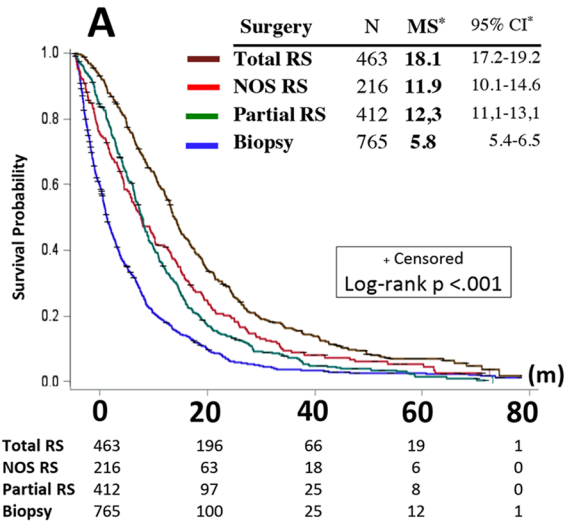 A
Surgery N MS* 95% CI*
Total RS 463 18.1 17.2-19.2
NOS RS 216 11.9 10.1-14.6
Partial RS 412 12,3 11,1-13,1
Biopsy 765 5.8 5.4-6.5
Survival Probability
1.0
0.8
0.6
0.4
0.2
0.0
+ Censored
Log-rank p <.001
(m)
0 20 40 60 80
Total RS 463 196 66 19 1
NOS RS 216 63 18 6 0
Partial RS 412 97 25 8 0
Biopsy 765 100 25 12 1